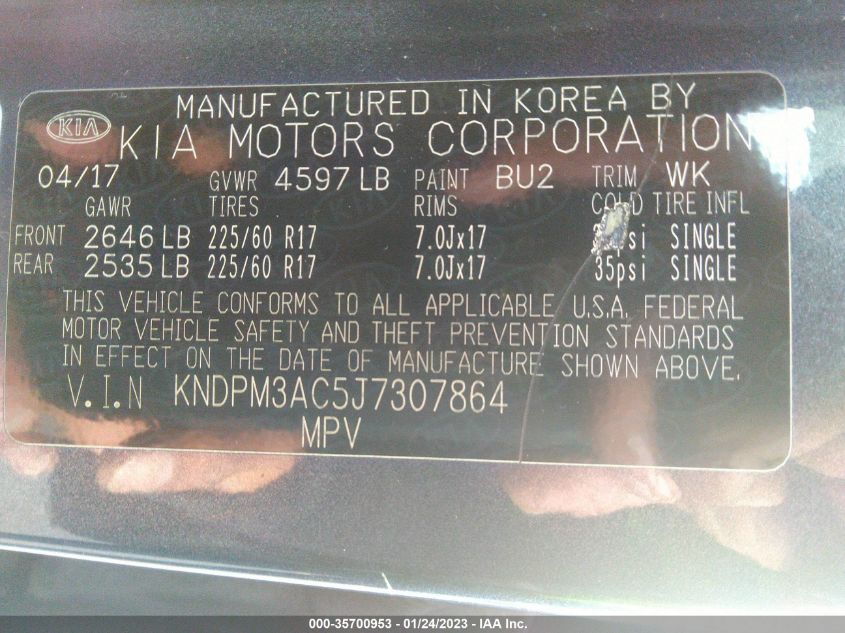 MANUFACTURED IN KOREA BY
KIA KIA MOTORS CORPORATION
04/17 GVWR 4597 LB PAINT BU2 TRIM WK
GAWR TIRES RIMS COLD TIRE INFL
FRONT 2646 LB 225/60 R17 7.0Jx17 SINGLE
REAR 2535 LB 225/60 R17 7.0Jx17 35psi SINGLE
THIS VEHICLE CONFORMS TO ALL APPLICABLE U.S.A. FEDERAL
MOTOR VEHICLE SAFETY AND THEFT PREVENTION STANDARDS
IN EFFECT ON THE DATE OF MANUFACTURE SHOWN ABOVE.
V.I.N KNDPM3AC5J7307864
MPV
000-35700953 - 01/24/2023 - IAA Inc.